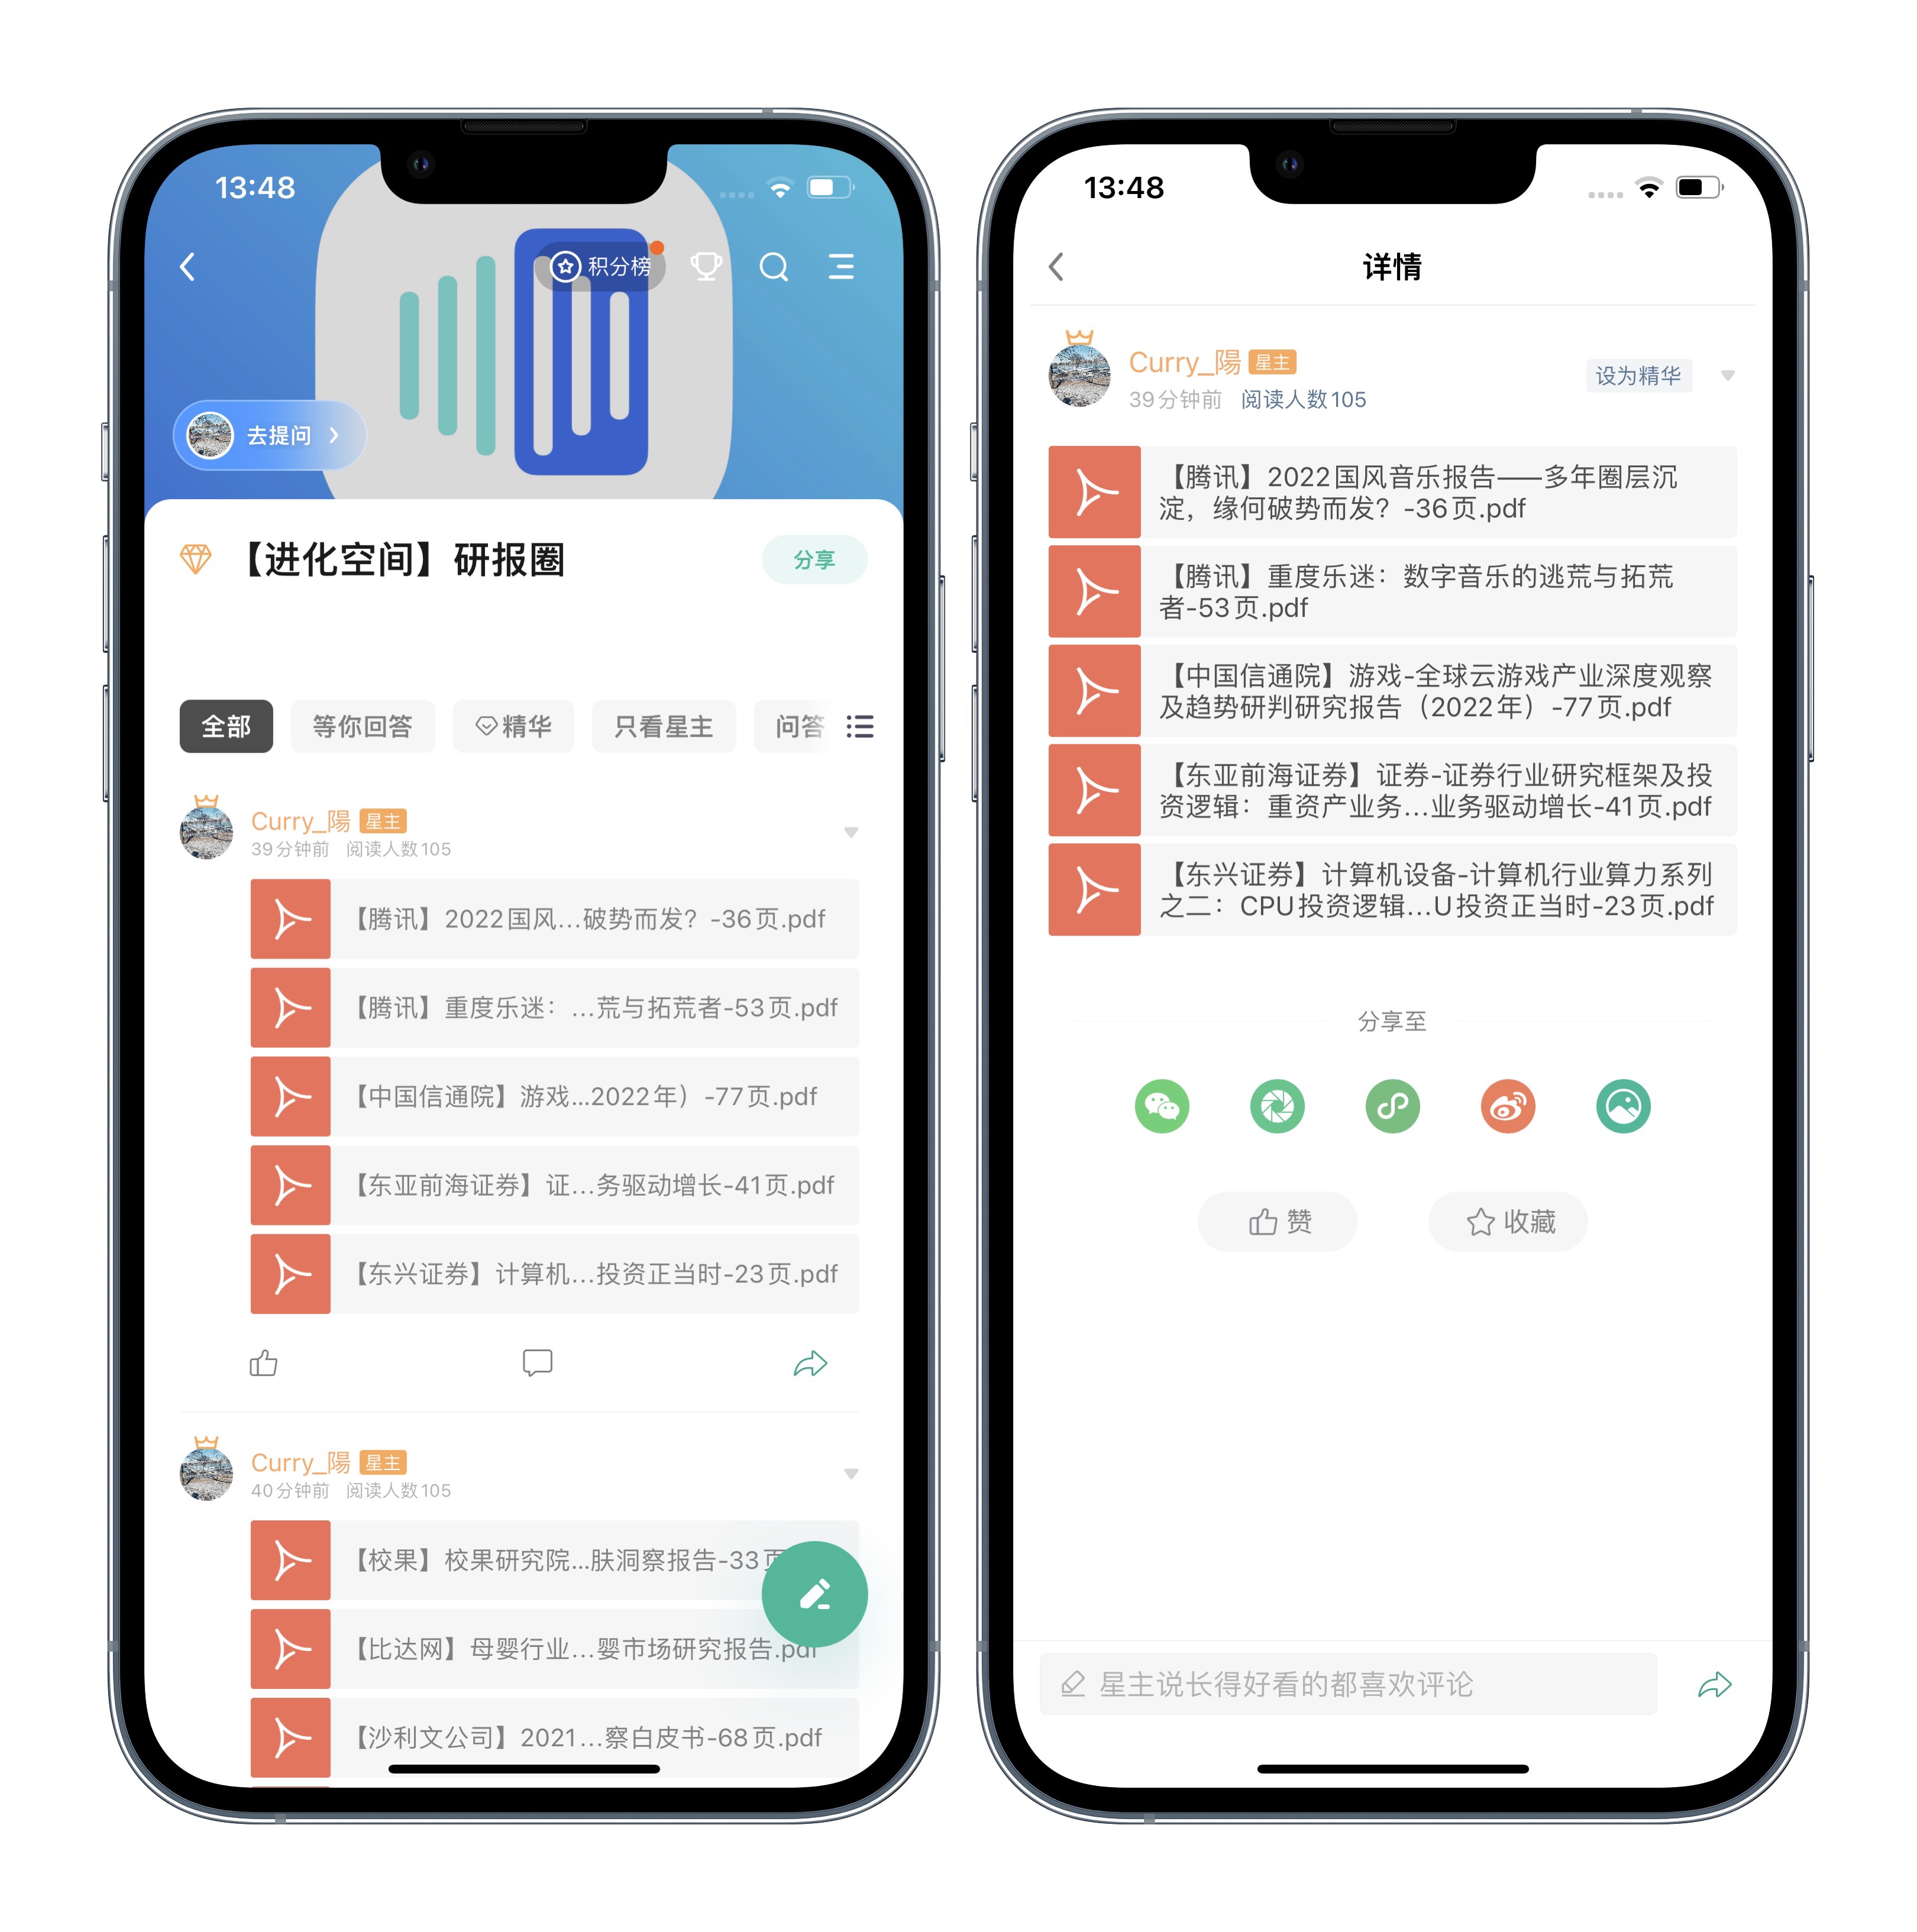 13:48
积分榜
去提问
【进化空间】研报圈
分享
全部
等你回答
精华
只看星主
问答
Curry_陽 星主
39分钟前 阅读人数105
【腾讯】2022国风...破势而发？-36页.pdf
【腾讯】重度乐迷：...荒与拓荒者-53页.pdf
【中国信通院】游戏...2022年）-77页.pdf
【东亚前海证券】证...务驱动增长-41页.pdf
【东兴证券】计算机...投资正当时-23页.pdf
Curry_陽 星主
40分钟前 阅读人数105
【校果】校果研究院...肤洞察报告-33页
【比达网】母婴行业...婴市场研究报告.pdf
【沙利文公司】2021...察白皮书-68页.pdf
13:48
详情
Curry_陽 星主
39分钟前 阅读人数105
设为精华
【腾讯】2022国风音乐报告——多年圈层沉
淀，缘何破势而发？-36页.pdf
【腾讯】重度乐迷：数字音乐的逃荒与拓荒
者-53页.pdf
【中国信通院】游戏-全球云游戏产业深度观察
及趋势研判研究报告（2022年）-77页.pdf
【东亚前海证券】证券-证券行业研究框架及投
资逻辑：重资产业务...业务驱动增长-41页.pdf
【东兴证券】计算机设备-计算机行业算力系列
之二：CPU投资逻辑...U投资正当时-23页.pdf
分享至
赞
收藏
星主说长得好看的都喜欢评论